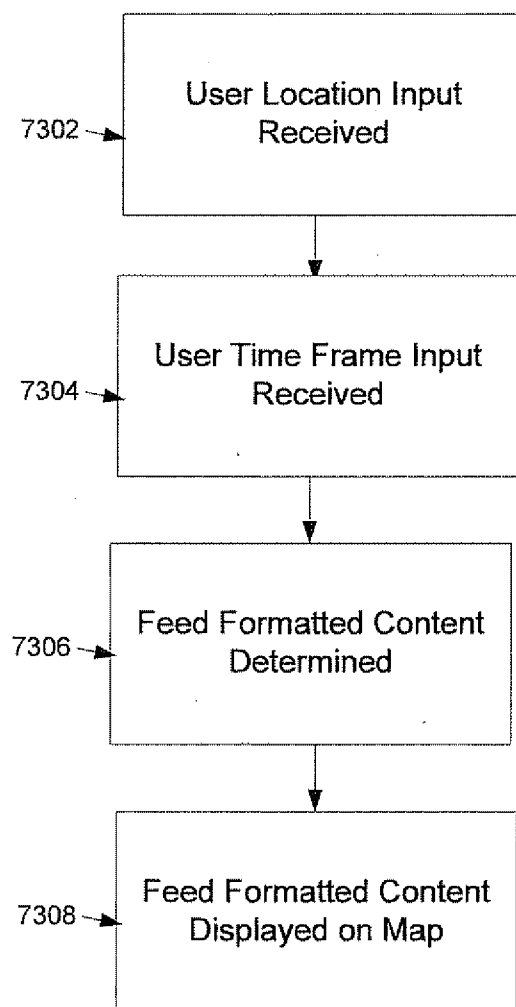 User Location Input
Received
7302
User Time Frame Input
Received
7304
Feed Formatted Content
Determined
7306
Feed Formatted Content
Displayed on Map
7308